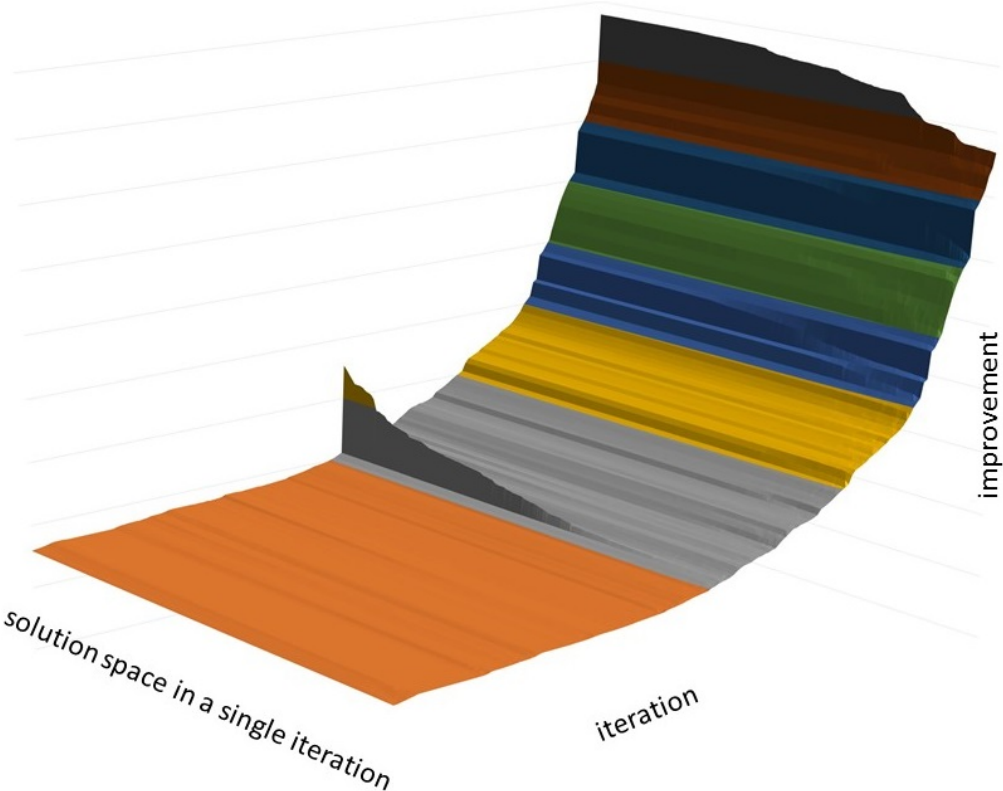 improvement
solution space in a single iteration
iteration